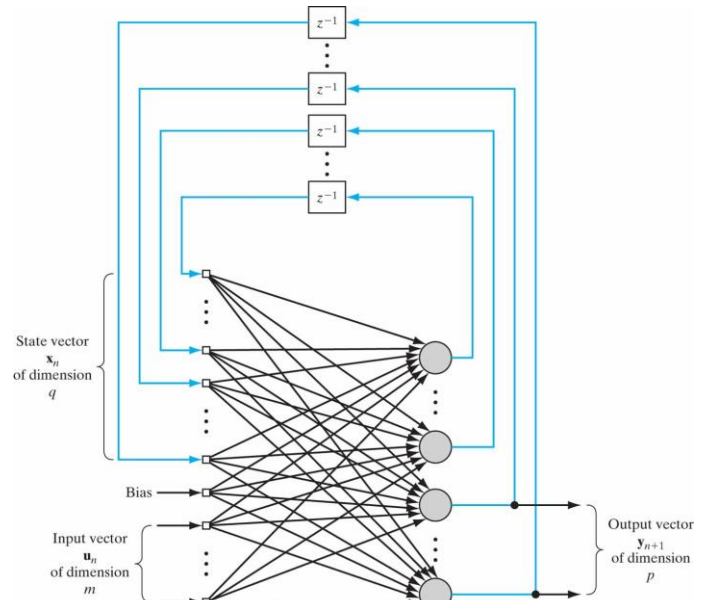 z⁻¹
z⁻¹
z⁻¹
z⁻¹
State vector
xₙ
of dimension
q
Bias
Input vector
uₙ
of dimension
m
Output vector
yₙ₊₁
of dimension
p